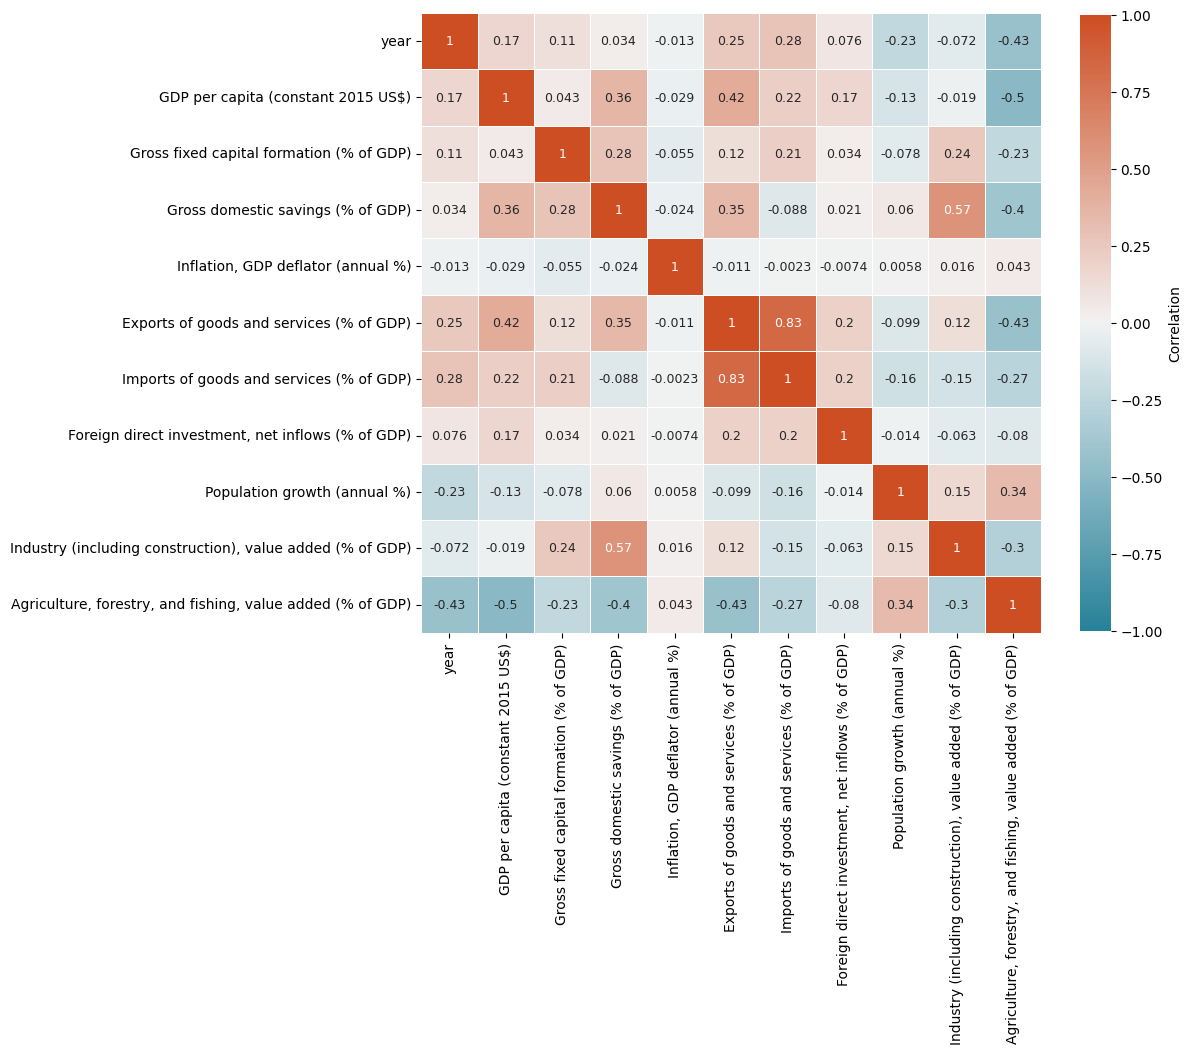 year 1 0.17 0.11 0.034 -0.013 0.25 0.28 0.076 -0.23 -0.072 -0.43
GDP per capita (constant 2015 US$) 0.17 1 0.043 0.36 -0.029 0.42 0.22 0.17 -0.13 -0.019 -0.5
Gross fixed capital formation (% of GDP) 0.11 0.043 1 0.28 -0.055 0.12 0.21 0.034 -0.078 0.24 -0.23
Gross domestic savings (% of GDP) 0.034 0.36 0.28 1 -0.024 0.35 -0.088 0.021 0.06 0.57 -0.4
Inflation, GDP deflator (annual %) -0.013 -0.029 -0.055 -0.024 1 -0.011 -0.0023 -0.0074 0.0058 0.016 0.043
Exports of goods and services (% of GDP) 0.25 0.42 0.12 0.35 -0.011 1 0.83 0.2 -0.099 0.12 -0.43
Imports of goods and services (% of GDP) 0.28 0.22 0.21 -0.088 -0.0023 0.83 1 0.2 -0.16 -0.15 -0.27
Foreign direct investment, net inflows (% of GDP) 0.076 0.17 0.034 0.021 -0.0074 0.2 0.2 1 -0.014 -0.063 -0.08
Population growth (annual %) -0.23 -0.13 -0.078 0.06 0.0058 -0.099 -0.16 -0.014 1 0.15 0.34
Industry (including construction), value added (% of GDP) -0.072 -0.019 0.24 0.57 0.016 0.12 -0.15 -0.063 0.15 1 -0.3
Agriculture, forestry, and fishing, value added (% of GDP) -0.43 -0.5 -0.23 -0.4 0.043 -0.43 -0.27 -0.08 0.34 -0.3 1
year
GDP per capita (constant 2015 US$)
Gross fixed capital formation (% of GDP)
Gross domestic savings (% of GDP)
Inflation, GDP deflator (annual %)
Exports of goods and services (% of GDP)
Imports of goods and services (% of GDP)
Foreign direct investment, net inflows (% of GDP)
Population growth (annual %)
Industry (including construction), value added (% of GDP)
Agriculture, forestry, and fishing, value added (% of GDP)
1.00
0.75
0.50
0.25
0.00
−0.25
−0.50
−0.75
−1.00
Correlation